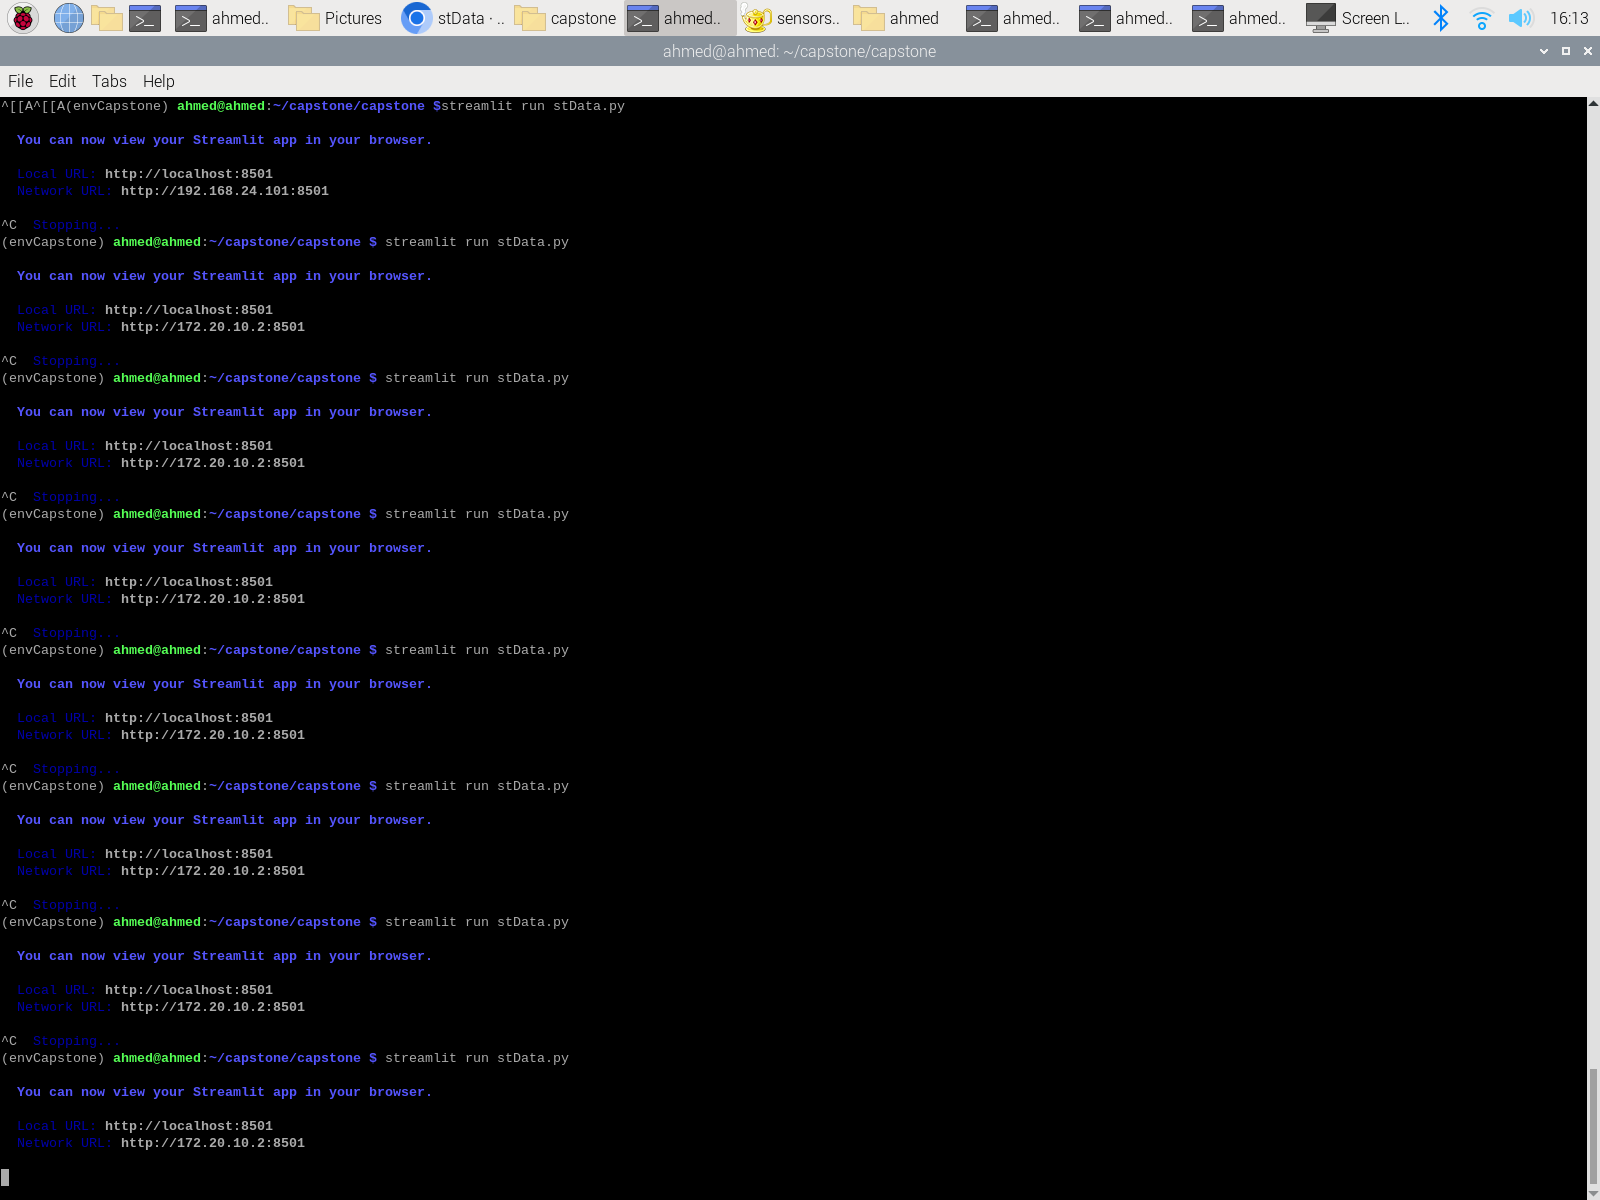 ahmed.. Pictures stData · .. capstone ahmed.. sensors.. ahmed ahmed.. ahmed.. ahmed.. Screen L.. 16:13
ahmed@ahmed: ~/capstone/capstone
File Edit Tabs Help
^[[A^[[A(envCapstone) ahmed@ahmed:~/capstone/capstone $streamlit run stData.py
You can now view your Streamlit app in your browser.
Local URL: http://localhost:8501
Network URL: http://192.168.24.101:8501
^C Stopping...
(envCapstone) ahmed@ahmed:~/capstone/capstone $ streamlit run stData.py
You can now view your Streamlit app in your browser.
Local URL: http://localhost:8501
Network URL: http://172.20.10.2:8501
^C Stopping...
(envCapstone) ahmed@ahmed:~/capstone/capstone $ streamlit run stData.py
You can now view your Streamlit app in your browser.
Local URL: http://localhost:8501
Network URL: http://172.20.10.2:8501
^C Stopping...
(envCapstone) ahmed@ahmed:~/capstone/capstone $ streamlit run stData.py
You can now view your Streamlit app in your browser.
Local URL: http://localhost:8501
Network URL: http://172.20.10.2:8501
^C Stopping...
(envCapstone) ahmed@ahmed:~/capstone/capstone $ streamlit run stData.py
You can now view your Streamlit app in your browser.
Local URL: http://localhost:8501
Network URL: http://172.20.10.2:8501
^C Stopping...
(envCapstone) ahmed@ahmed:~/capstone/capstone $ streamlit run stData.py
You can now view your Streamlit app in your browser.
Local URL: http://localhost:8501
Network URL: http://172.20.10.2:8501
^C Stopping...
(envCapstone) ahmed@ahmed:~/capstone/capstone $ streamlit run stData.py
You can now view your Streamlit app in your browser.
Local URL: http://localhost:8501
Network URL: http://172.20.10.2:8501
^C Stopping...
(envCapstone) ahmed@ahmed:~/capstone/capstone $ streamlit run stData.py
You can now view your Streamlit app in your browser.
Local URL: http://localhost:8501
Network URL: http://172.20.10.2:8501